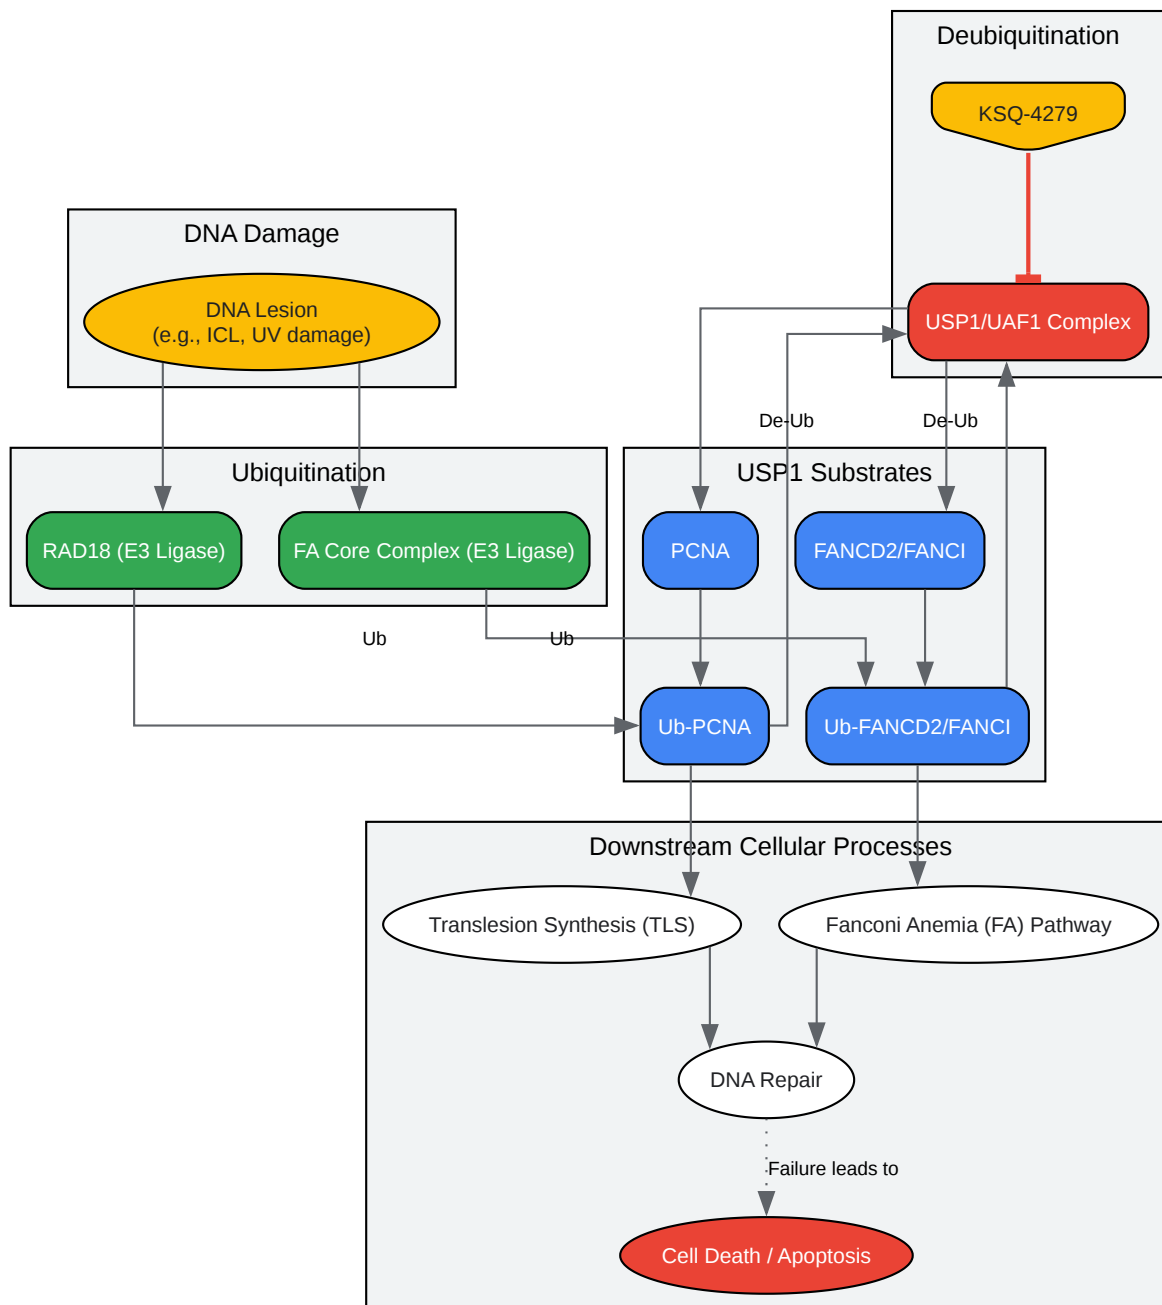 Deubiquitination
KSQ-4279
DNA Damage
DNA Lesion
(e.g., ICL, UV damage)
USP1/UAF1 Complex
De-Ub
De-Ub
Ubiquitination
USP1 Substrates
RAD18 (E3 Ligase)
FA Core Complex (E3 Ligase)
PCNA
FANCD2/FANCI
Ub
Ub
Ub-PCNA
Ub-FANCD2/FANCI
Downstream Cellular Processes
Translesion Synthesis (TLS)
Fanconi Anemia (FA) Pathway
DNA Repair
Failure leads to
Cell Death / Apoptosis